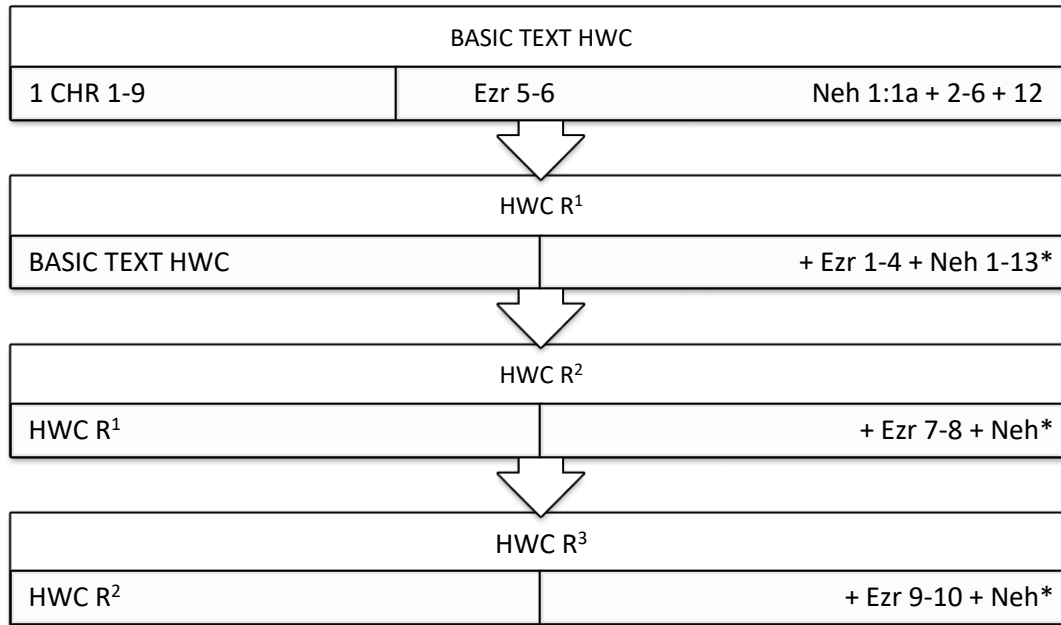 BASIC TEXT HWC
1 CHR 1-9 Ezr 5-6 Neh 1:1a + 2-6 + 12
HWC R¹
BASIC TEXT HWC + Ezr 1-4 + Neh 1-13*
HWC R²
HWC R¹ + Ezr 7-8 + Neh*
HWC R³
HWC R² + Ezr 9-10 + Neh*